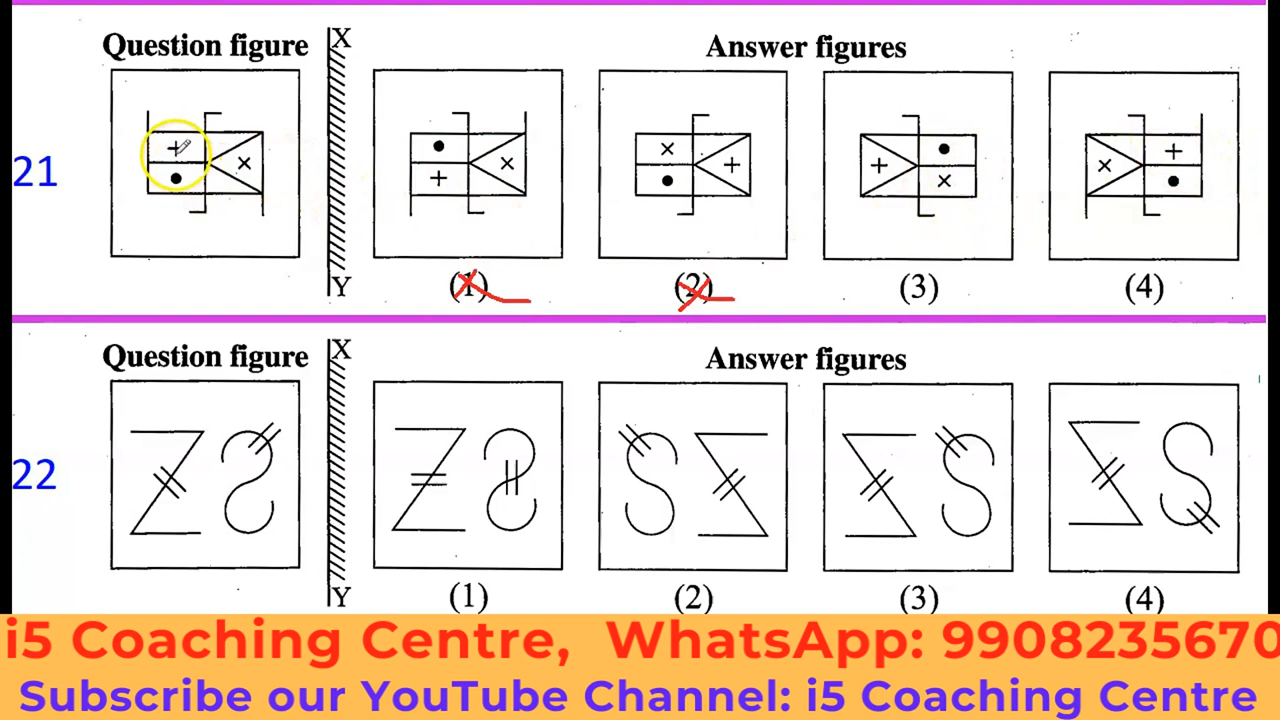 Question figure X Answer figures
+ × ● × × + + ● × +
21
● + ● × ●
Y (1) (2) (3) (4)
Question figure X Answer figures
22
Y (1) (2) (3) (4)
i5 Coaching Centre, WhatsApp: 9908235670
Subscribe our YouTube Channel: i5 Coaching Centre